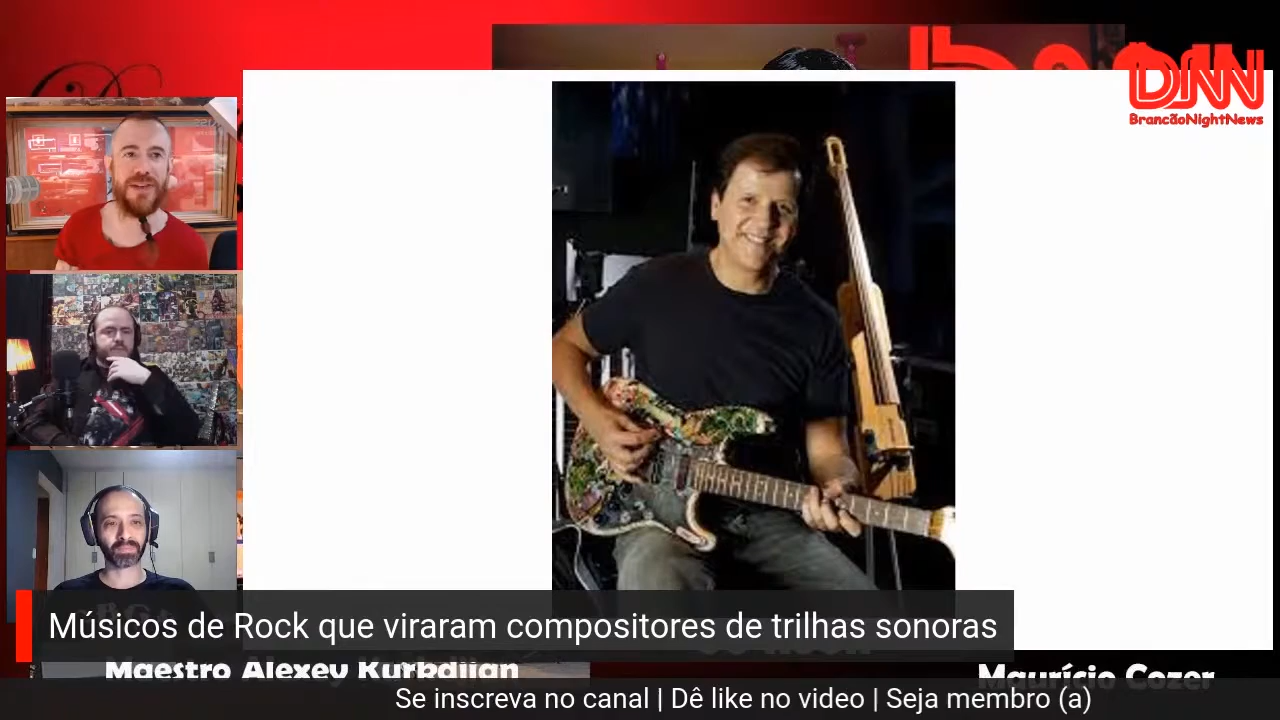 DNN
BrancãoNightNews
Músicos de Rock que viraram compositores de trilhas sonoras
Maestro Alexey Kurkdjian
Maurício Cozer
Se inscreva no canal | Dê like no video | Seja membro (a)